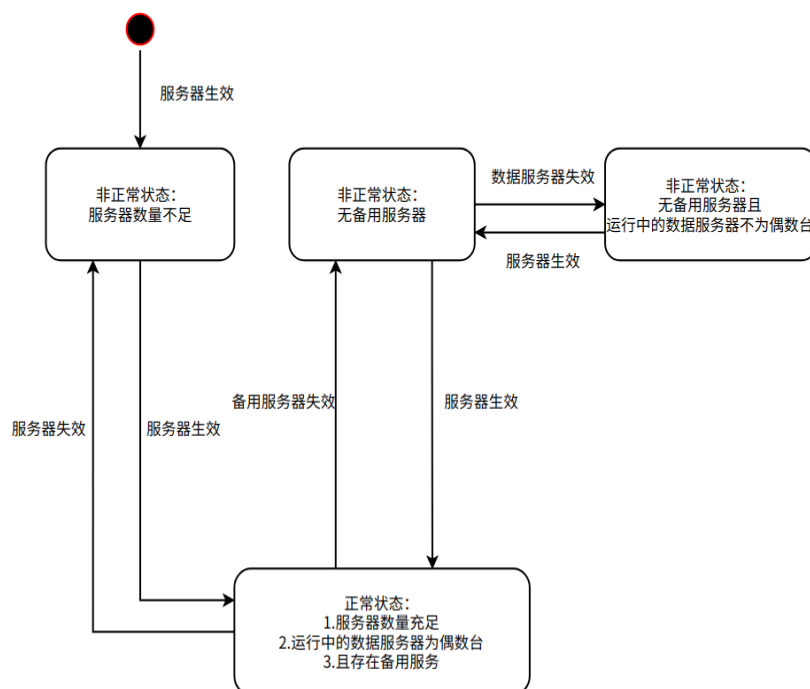 服务器生效
非正常状态：
服务器数量不足
非正常状态：
无备用服务器
数据服务器失效
服务器生效
非正常状态：
无备用服务器且
运行中的数据服务器不为偶数台
服务器失效
服务器生效
备用服务器失效
服务器生效
正常状态：
1.服务器数量充足
2.运行中的数据服务器为偶数台
3.且存在备用服务